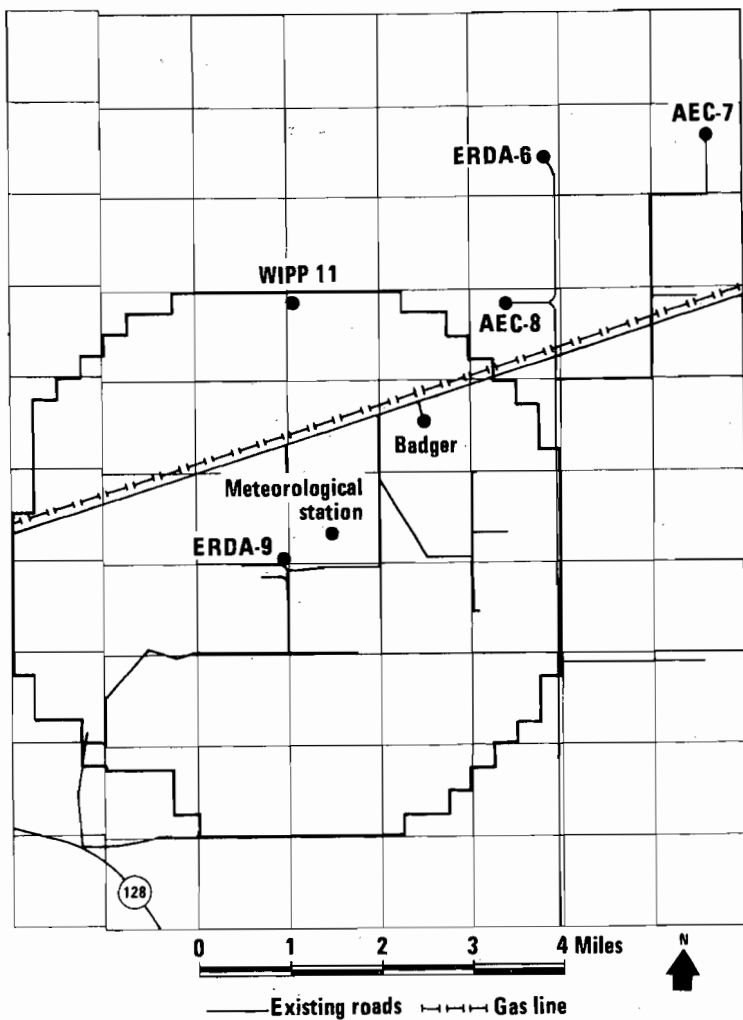 AEC-7
ERDA-6
WIPP 11
AEC-8
Badger
Meteorological
station
ERDA-9
128
0 1 2 3 4 Miles
N
Existing roads Gas line